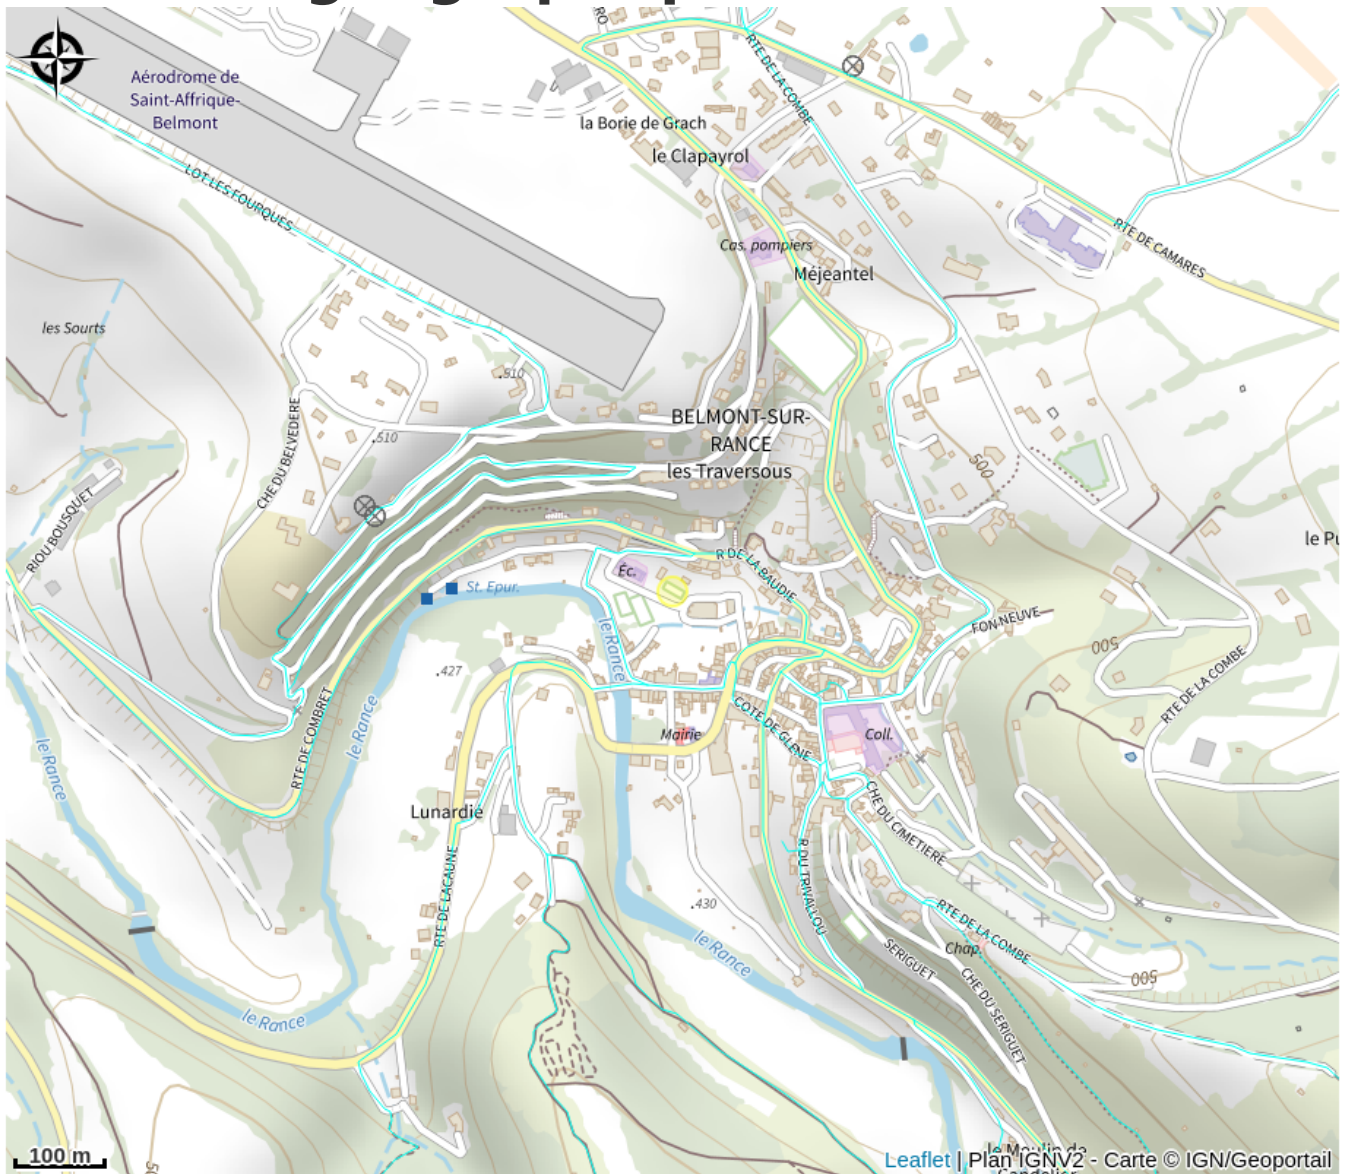 RTE DE LA COMBE
Aérodrome de
Saint-Affrique-
Belmont
la Borie de Grach
le Clapayrol
LOT LES FOURQUES
RTE DE CAMARES
Cas. pompiers
Méjeantel
les Sourts
.510
BELMONT-SUR-
RANCE
.510
les Traversous
CHE DU BELVEDERE
500
RIOU BOUSQUET
R DE LA BAUDIE
Éc.
St. Epur.
le Rance
FON NEUVE
500
.427
RTE DE LA COMBE
COTE DE GLENE
Mairie
Coll.
le Rance
RTE DE COMBRET
le Rance
Lunardie
CHE DU CIMETIERE
RTE DE LACAUNE
R DU TRIVALLOU
.430
RTE DE LA COMBE
le Rance
SERIGUET
Chap.
CHE DU SERIGUET
500
le Rance
100 m
Leaflet | Plan IGNV2 - Carte © IGN/Geoportail